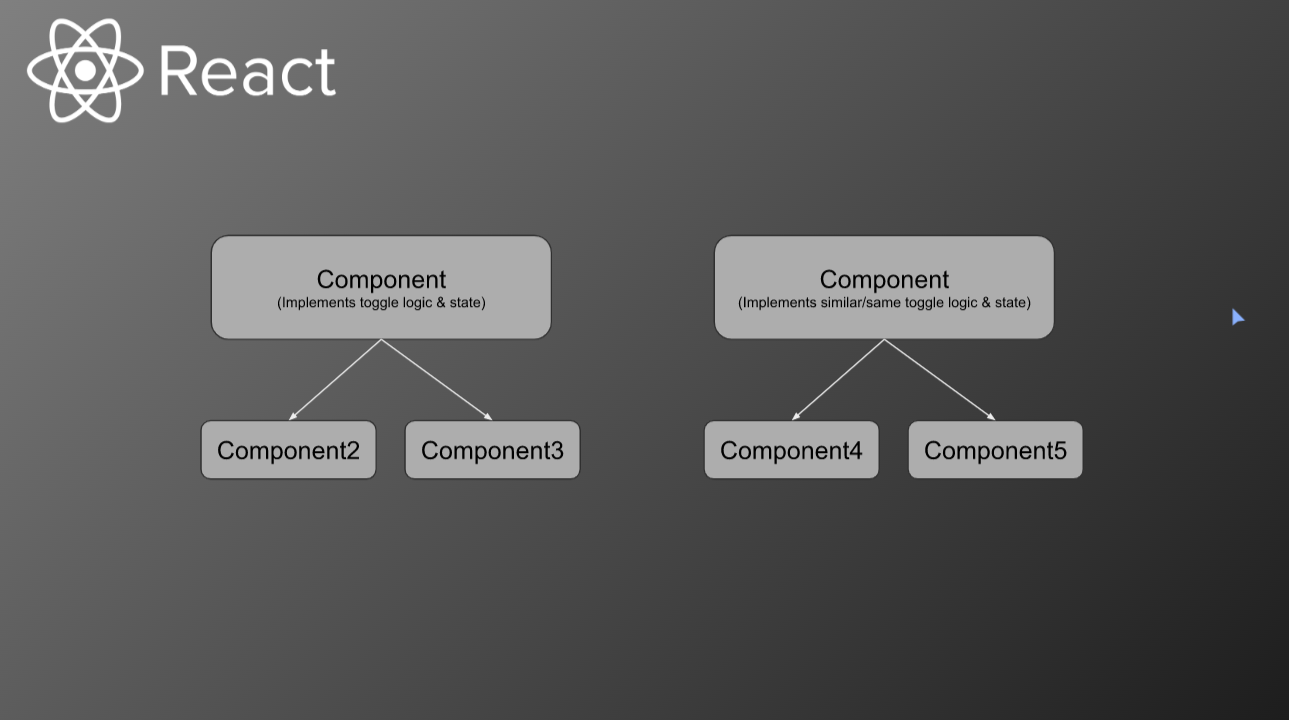 React
Component
(Implements toggle logic & state)
Component
(Implements similar/same toggle logic & state)
Component2
Component3
Component4
Component5